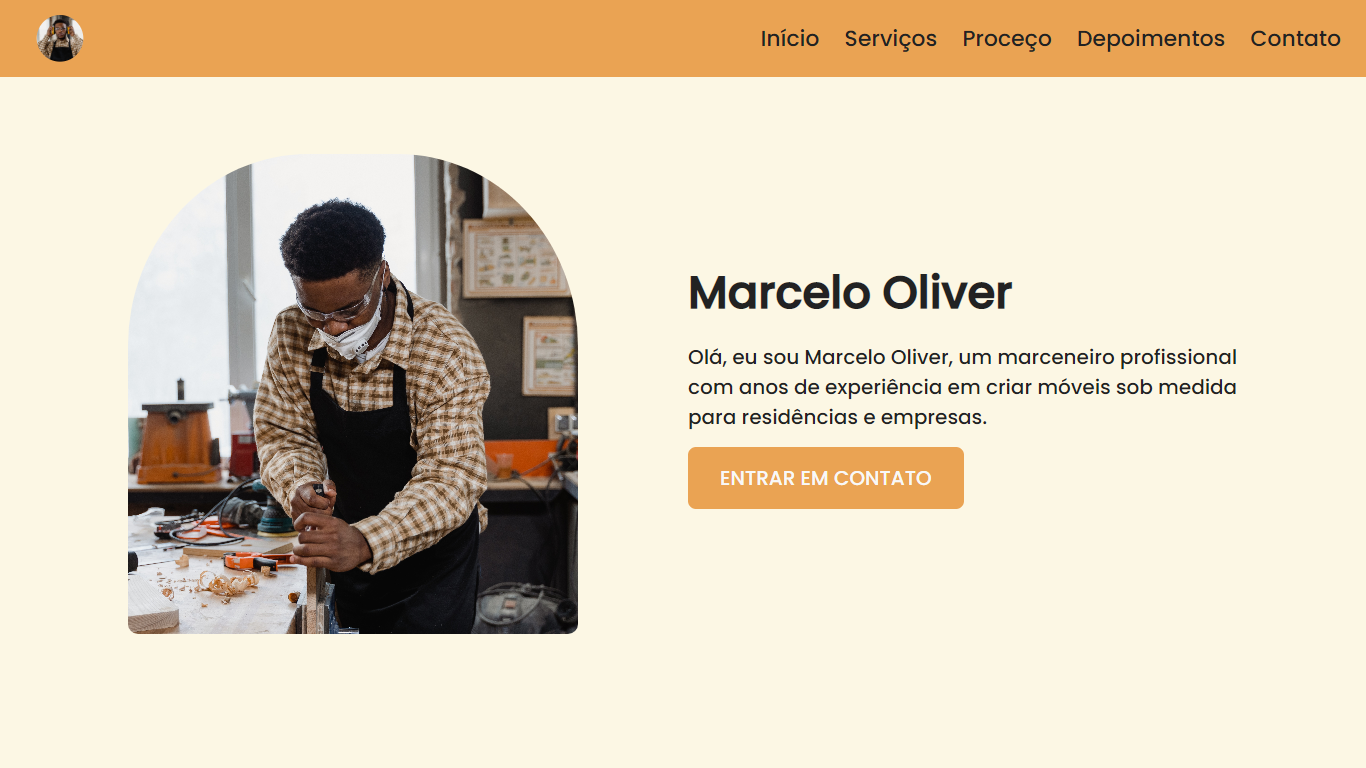 Início Serviços Proceço Depoimentos Contato
Marcelo Oliver
Olá, eu sou Marcelo Oliver, um marceneiro profissional
com anos de experiência em criar móveis sob medida
para residências e empresas.
ENTRAR EM CONTATO